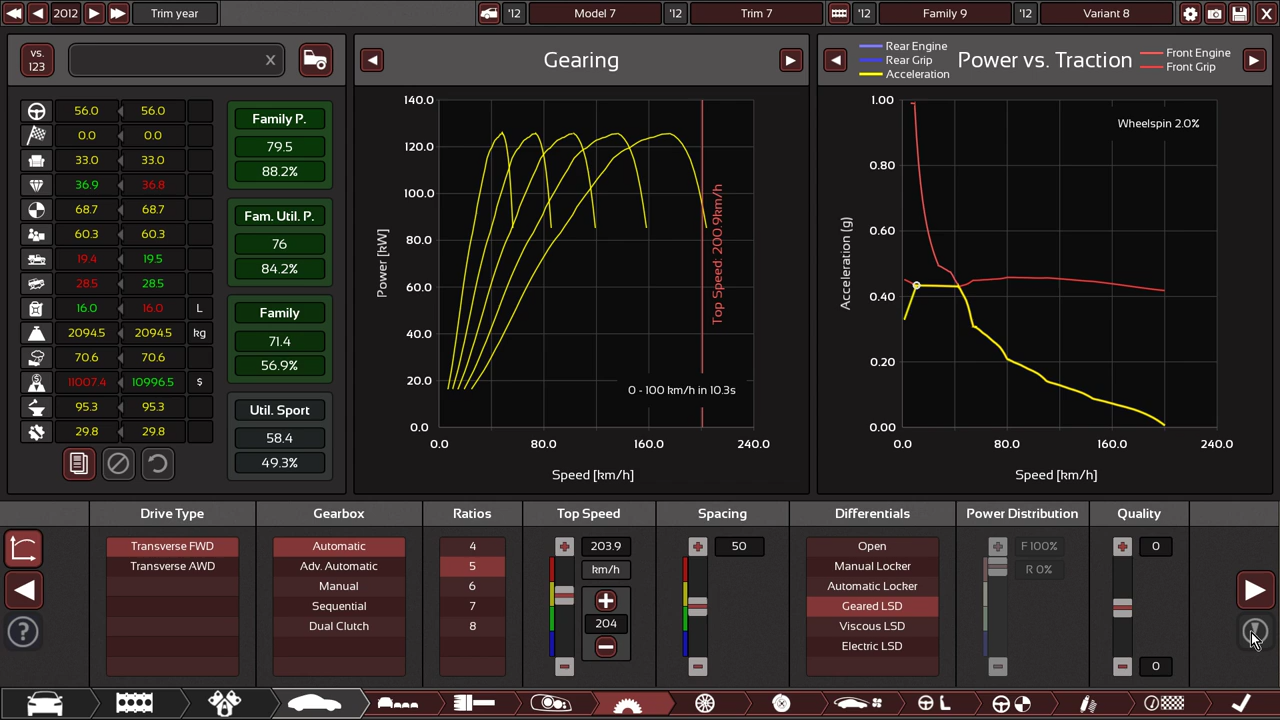 2012 Trim year '12 Model 7 '12 Trim 7 '12 Family 9 '12 Variant 8
vs. 123
x
56.0 56.0
0.0 0.0
33.0 33.0
36.9 36.8
68.7 68.7
60.3 60.3
19.4 19.5
28.5 28.5
16.0 16.0 L
2094.5 2094.5 kg
70.6 70.6
11007.4 10996.5 $
95.3 95.3
29.8 29.8
Family P.
79.5
88.2%
Fam. Util. P.
76
84.2%
Family
71.4
56.9%
Util. Sport
58.4
49.3%
Gearing
140.0
120.0
100.0
80.0
60.0
40.0
20.0
0.0
Power [kW]
Top Speed: 200.9km/h
0 - 100 km/h in 10.3s
0.0 80.0 160.0 240.0
Speed [km/h]
Rear Engine
Rear Grip
Acceleration
Power vs. Traction
Front Engine
Front Grip
Wheelspin 2.0%
1.00
0.80
0.60
0.40
0.20
0.00
Acceleration (g)
0.0 80.0 160.0 240.0
Speed [km/h]
Drive Type
Transverse FWD
Transverse AWD
Gearbox
Automatic
Adv. Automatic
Manual
Sequential
Dual Clutch
Ratios
4
5
6
7
8
Top Speed
203.9
km/h
204
Spacing
50
Differentials
Open
Manual Locker
Automatic Locker
Geared LSD
Viscous LSD
Electric LSD
Power Distribution
F 100%
R 0%
Quality
0
0
?